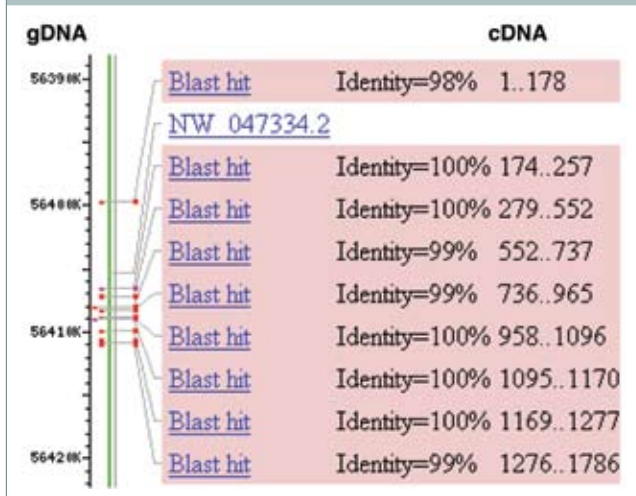 gDNA cDNA
56390K Blast hit Identity=98% 1..178
NW_047334.2
Blast hit Identity=100% 174..257
56400K Blast hit Identity=100% 279..552
Blast hit Identity=99% 552..737
Blast hit Identity=99% 736..965
56410K Blast hit Identity=100% 958..1096
Blast hit Identity=100% 1095..1170
Blast hit Identity=100% 1169..1277
56420K Blast hit Identity=99% 1276..1786